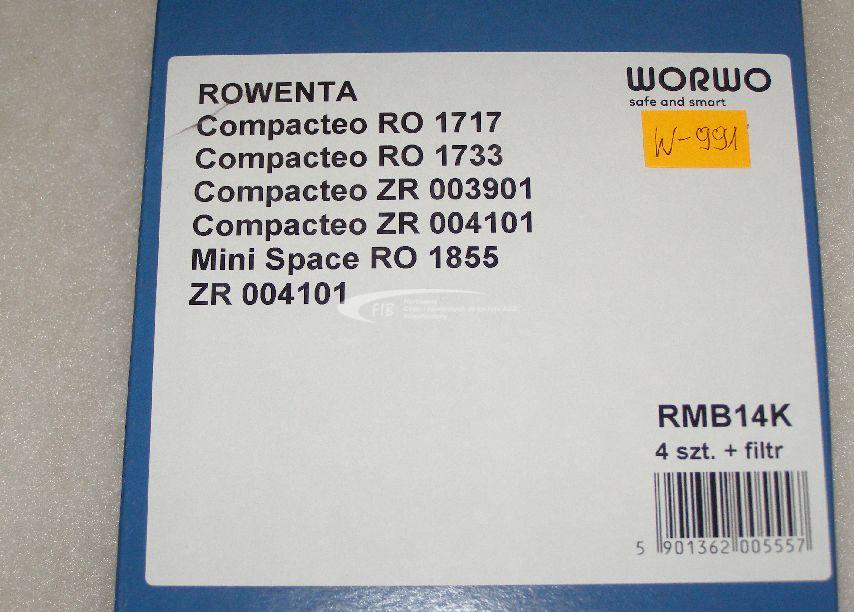 ROWENTA
Compacteo RO 1717
Compacteo RO 1733
Compacteo ZR 003901
Compacteo ZR 004101
Mini Space RO 1855
ZR 004101
WORWO
safe and smart
W-991
FIB
RMB14K
4 szt. + filtr
5 901362 005557